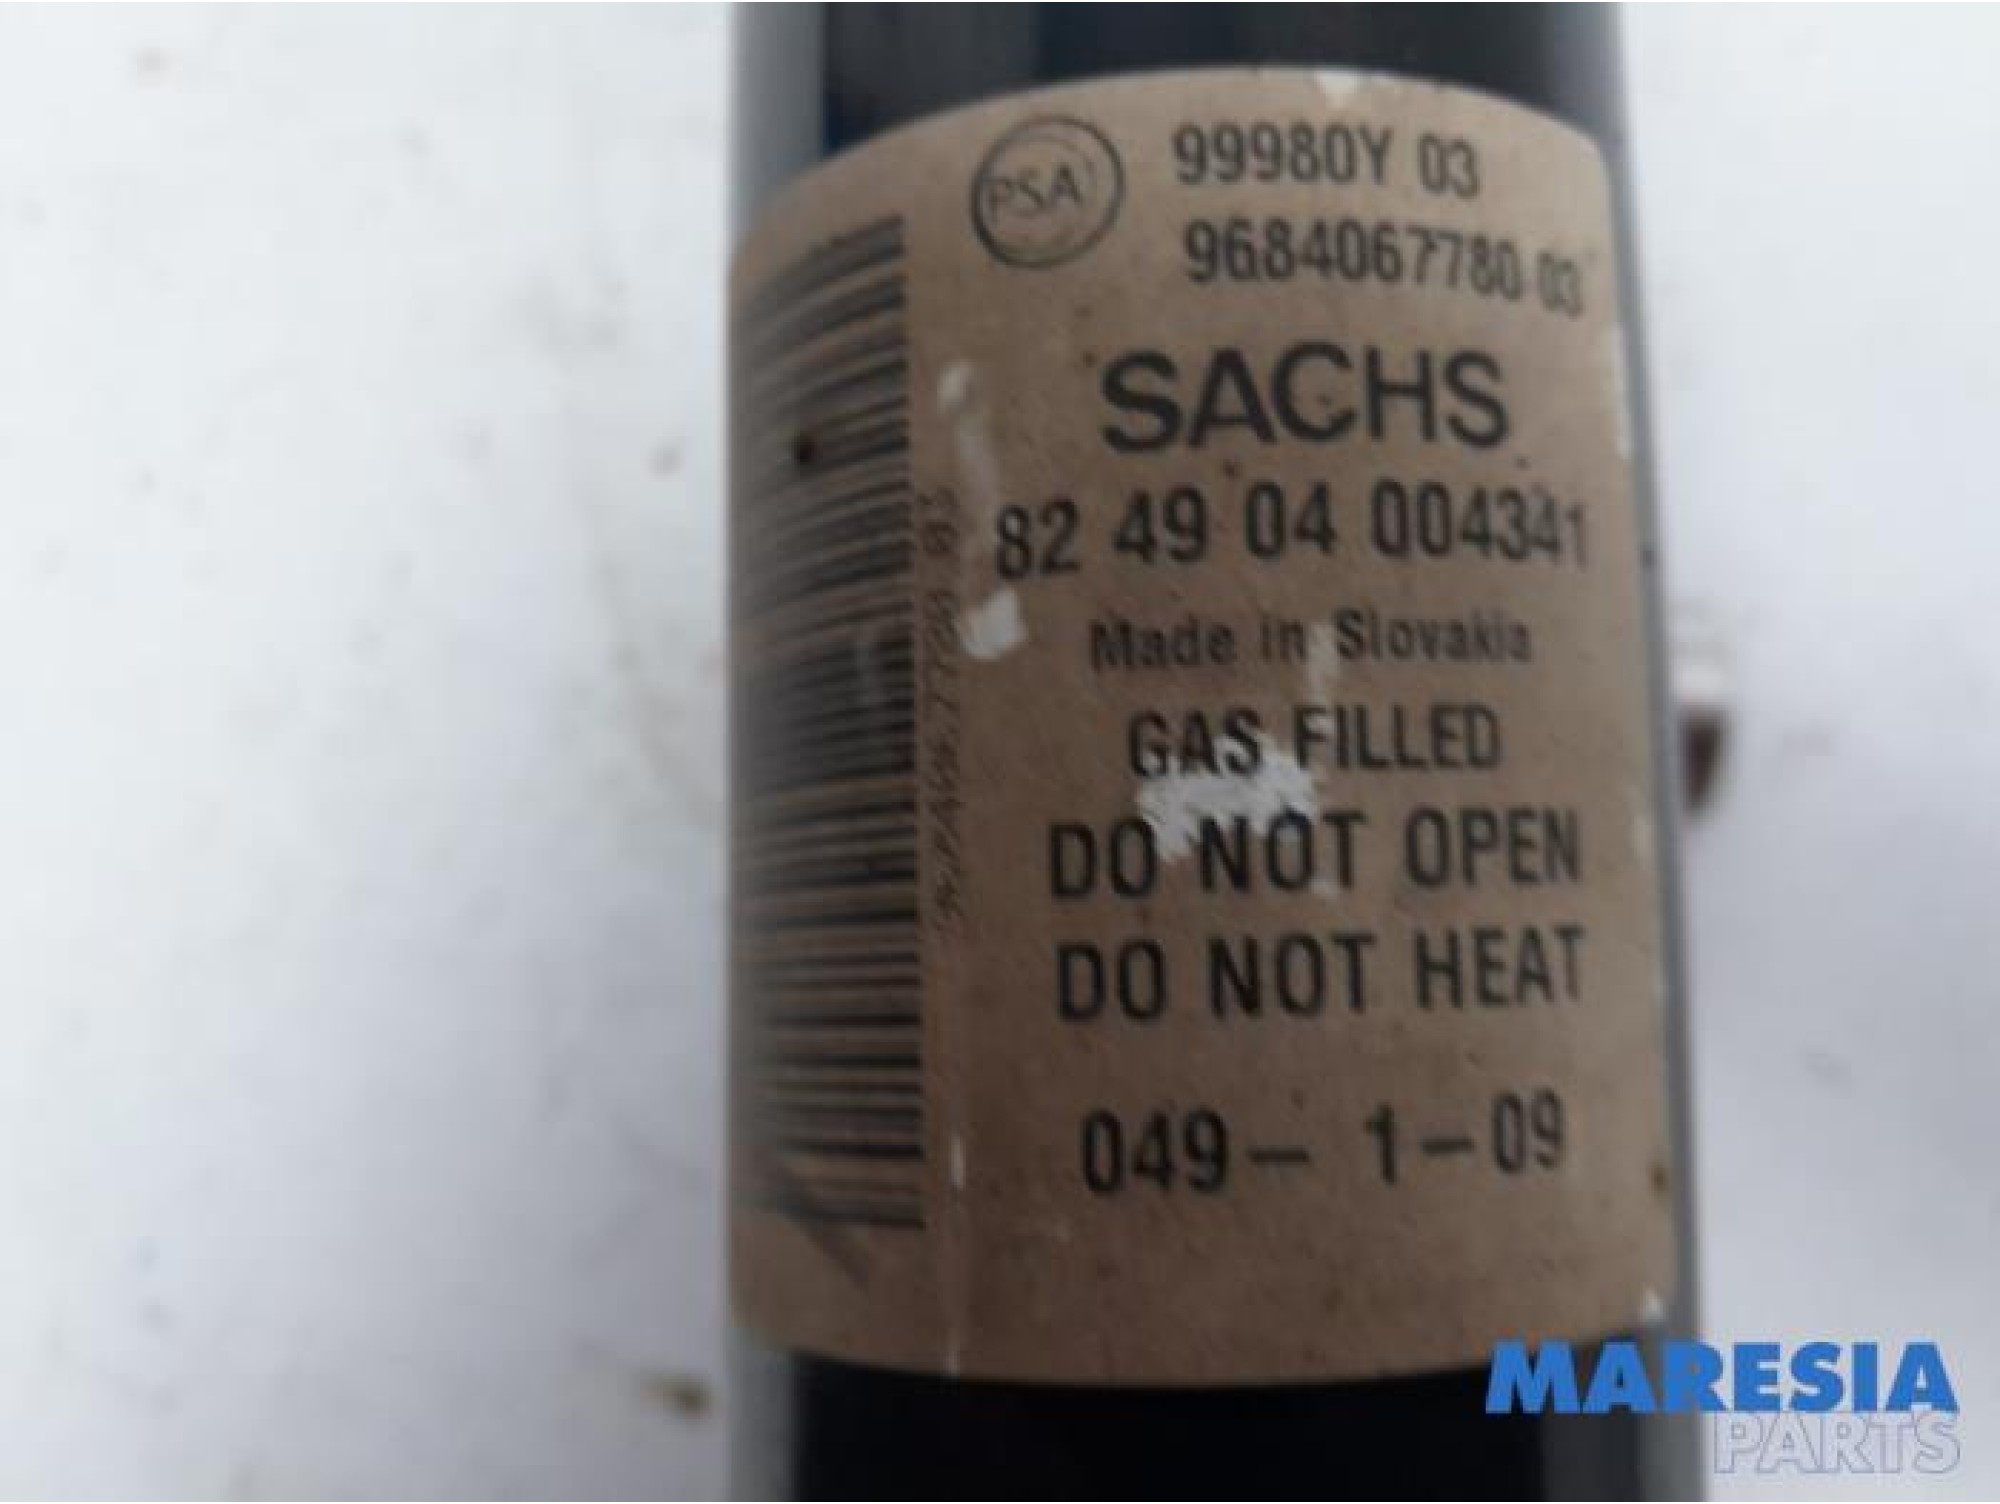 PSA
99980Y 03
9684067780 03
SACHS
82 49 04 004341
Made in Slovakia
GAS FILLED
DO NOT OPEN
DO NOT HEAT
049- 1-09
MARESIA
PARTS